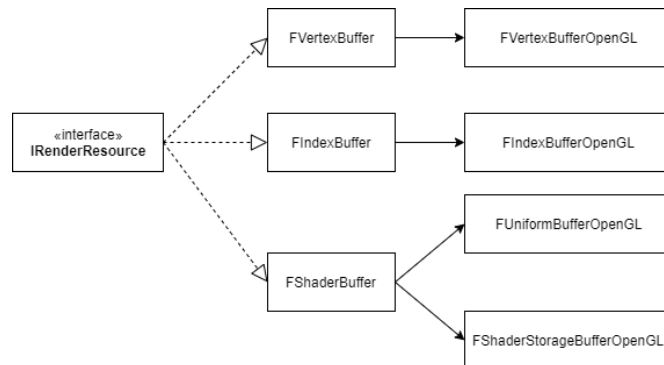 FVertexBuffer
FVertexBufferOpenGL
«interface»
IRenderResource
FIndexBuffer
FIndexBufferOpenGL
FUniformBufferOpenGL
FShaderBuffer
FShaderStorageBufferOpenGL